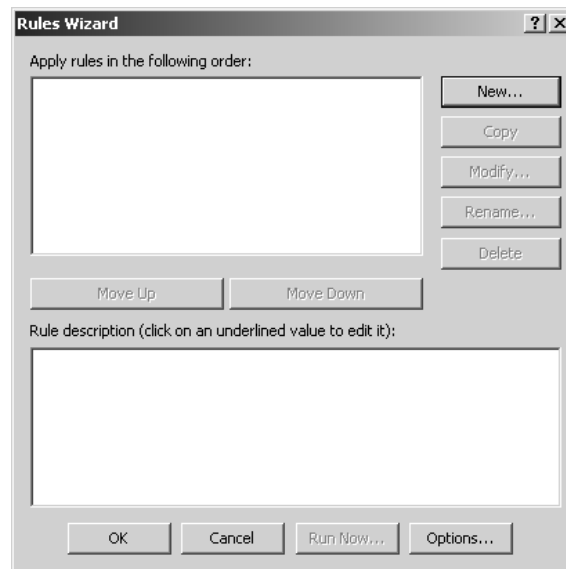 Rules Wizard
Apply rules in the following order:
New...
Copy
Modify...
Rename...
Delete
Move Up
Move Down
Rule description (click on an underlined value to edit it):
OK
Cancel
Run Now...
Options...